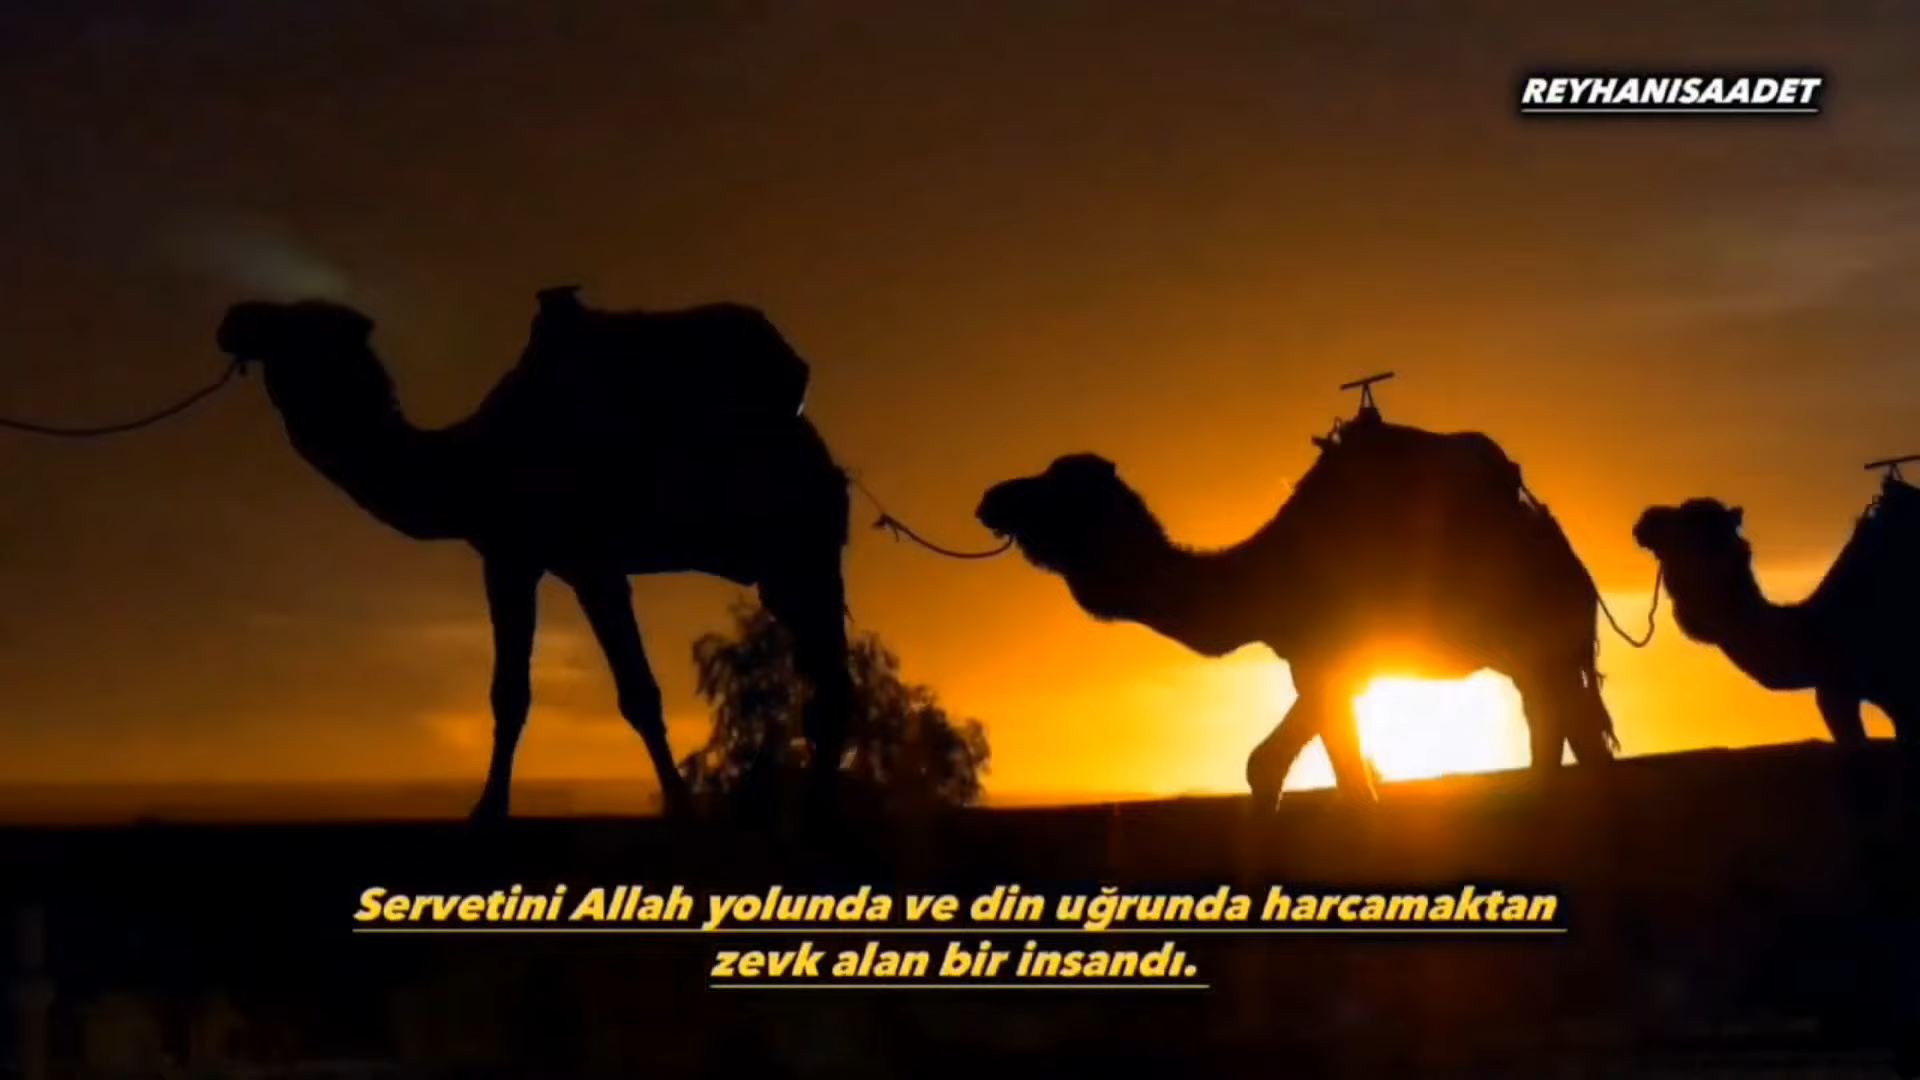 REYHANISAADET
Servetini Allah yolunda ve din uğrunda harcamaktan
zevk alan bir insandı.